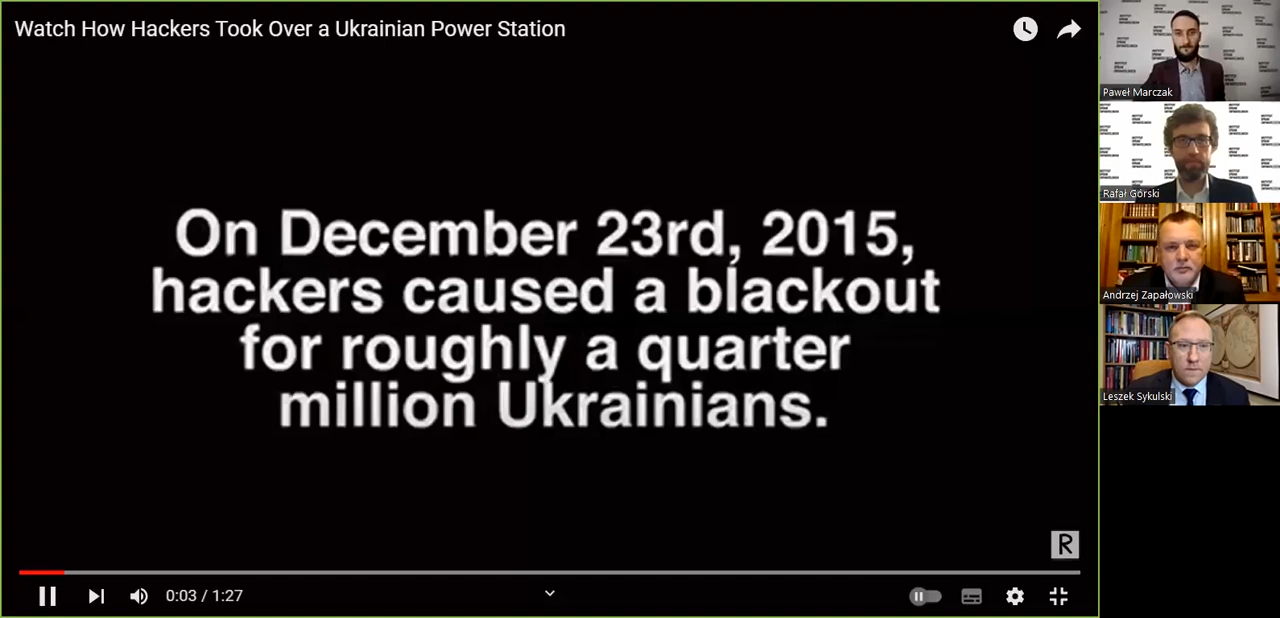 Watch How Hackers Took Over a Ukrainian Power Station
On December 23rd, 2015,
hackers caused a blackout
for roughly a quarter
million Ukrainians.
R
0:03 / 1:27
Paweł Marczak
Rafał Górski
Andrzej Zapałowski
Leszek Sykulski